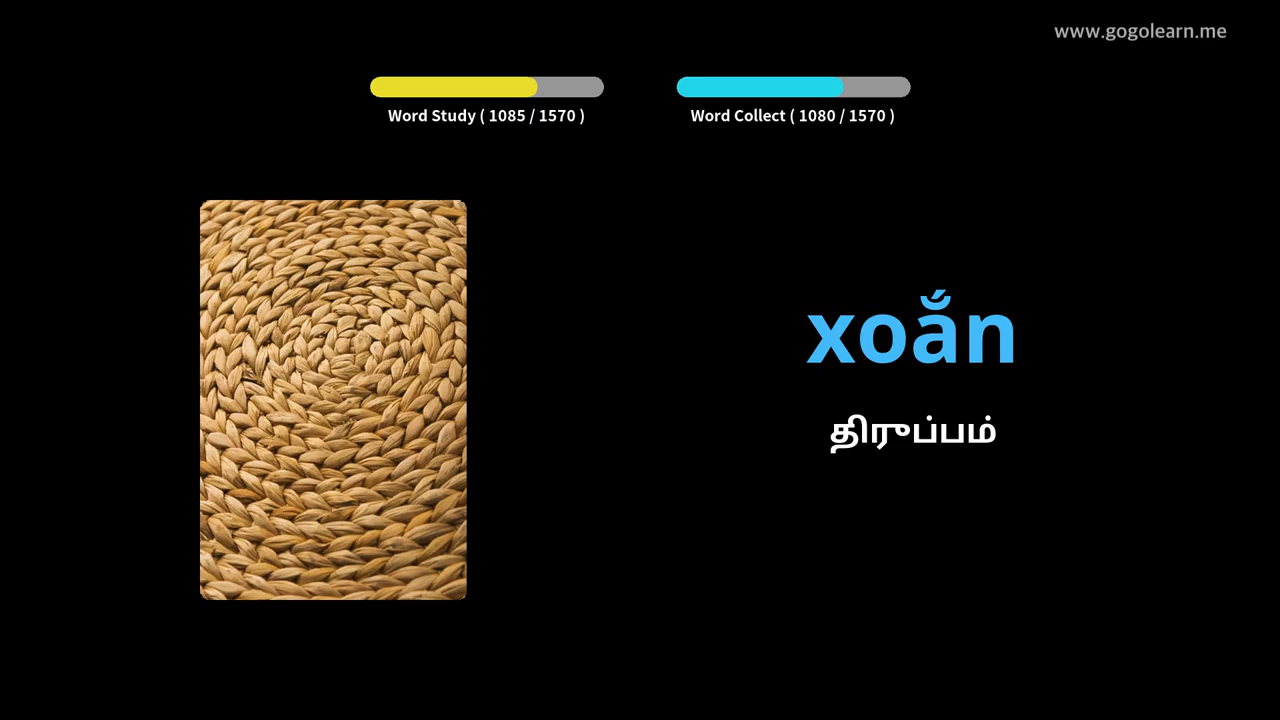 www.gogolearn.me
Word Study ( 1085 / 1570 )
Word Collect ( 1080 / 1570 )
xoắn
திருப்பம்